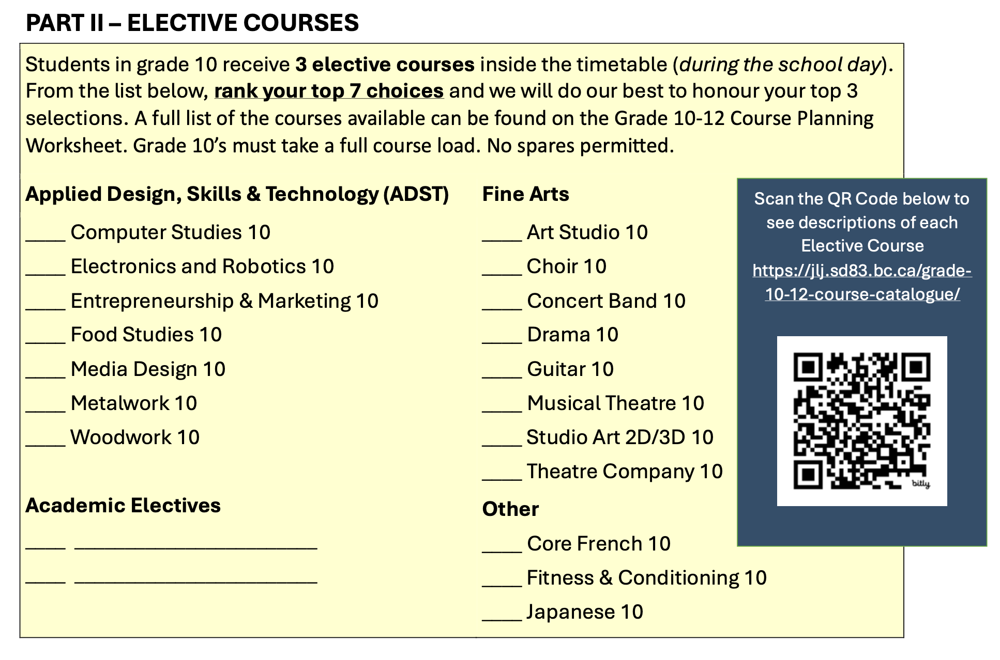 PART II – ELECTIVE COURSES
Students in grade 10 receive 3 elective courses inside the timetable (during the school day).
From the list below, rank your top 7 choices and we will do our best to honour your top 3
selections. A full list of the courses available can be found on the Grade 10-12 Course Planning
Worksheet. Grade 10’s must take a full course load. No spares permitted.
Applied Design, Skills & Technology (ADST)
____ Computer Studies 10
____ Electronics and Robotics 10
____ Entrepreneurship & Marketing 10
____ Food Studies 10
____ Media Design 10
____ Metalwork 10
____ Woodwork 10
Academic Electives
____ ________________________
____ ________________________
Fine Arts
____ Art Studio 10
____ Choir 10
____ Concert Band 10
____ Drama 10
____ Guitar 10
____ Musical Theatre 10
____ Studio Art 2D/3D 10
____ Theatre Company 10
Other
____ Core French 10
____ Fitness & Conditioning 10
____ Japanese 10
Scan the QR Code below to
see descriptions of each
Elective Course
https://jlj.sd83.bc.ca/grade-
10-12-course-catalogue/
bitly